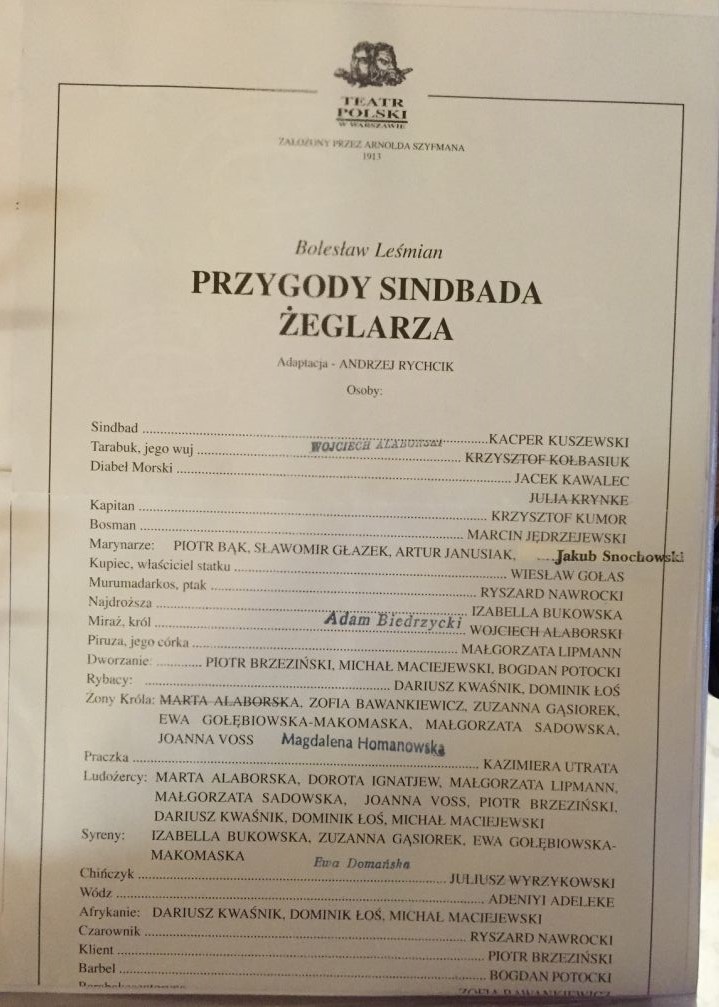 TEATR
POLSKI
W WARSZAWIE
ZAŁOŻONY PRZEZ ARNOLDA SZYFMANA
1913
Bolesław Leśmian
PRZYGODY SINDBADA
ŻEGLARZA
Adaptacja - ANDRZEJ RYCHCIK
Osoby:
Sindbad ........ KACPER KUSZEWSKI
Tarabuk, jego wuj ........ WOJCIECH ALABORSKI ........ KRZYSZTOF KOLBASIUK
Diabeł Morski ........ JACEK KAWALEC
JULIA KRYNKE
Kapitan ........ KRZYSZTOF KUMOR
Bosman ........ MARCIN JĘDRZEJEWSKI
Marynarze: PIOTR BĄK, SŁAWOMIR GŁAZEK, ARTUR JANUSIAK, ..... Jakub Snochowski
Kupiec, właściciel statku ........ WIESŁAW GOŁAS
Murumadarkos, ptak ........ RYSZARD NAWROCKI
Najdroższa ........ IZABELLA BUKOWSKA
Miraż, król ........ Adam Biedrzycki ........ WOJCIECH ALABORSKI
Piruza, jego córka ........ MAŁGORZATA LIPMANN
Dworzanie: ........ PIOTR BRZEZIŃSKI, MICHAŁ MACIEJEWSKI, BOGDAN POTOCKI
Rybacy: ........ DARIUSZ KWAŚNIK, DOMINIK ŁOŚ
Żony Króla: MARTA ALABORSKA, ZOFIA BAWANKIEWICZ, ZUZANNA GĄSIOREK,
EWA GOŁĘBIOWSKA-MAKOMASKA, MAŁGORZATA SADOWSKA,
JOANNA VOSS Magdalena Homanowska
Praczka ........ KAZIMIERA UTRATA
Ludożercy: MARTA ALABORSKA, DOROTA IGNATJEW, MAŁGORZATA LIPMANN,
MAŁGORZATA SADOWSKA, JOANNA VOSS, PIOTR BRZEZIŃSKI,
DARIUSZ KWAŚNIK, DOMINIK ŁOŚ, MICHAŁ MACIEJEWSKI
Syreny: IZABELLA BUKOWSKA, ZUZANNA GĄSIOREK, EWA GOŁĘBIOWSKA-
MAKOMASKA Ewa Domańska
Chińczyk ........ JULIUSZ WYRZYKOWSKI
Wódz ........ ADENIYI ADELEKE
Afrykanie: DARIUSZ KWAŚNIK, DOMINIK ŁOŚ, MICHAŁ MACIEJEWSKI
Czarownik ........ RYSZARD NAWROCKI
Klient ........ PIOTR BRZEZIŃSKI
Barbel ........ BOGDAN POTOCKI
ZOFIA BAWANKIEWICZ